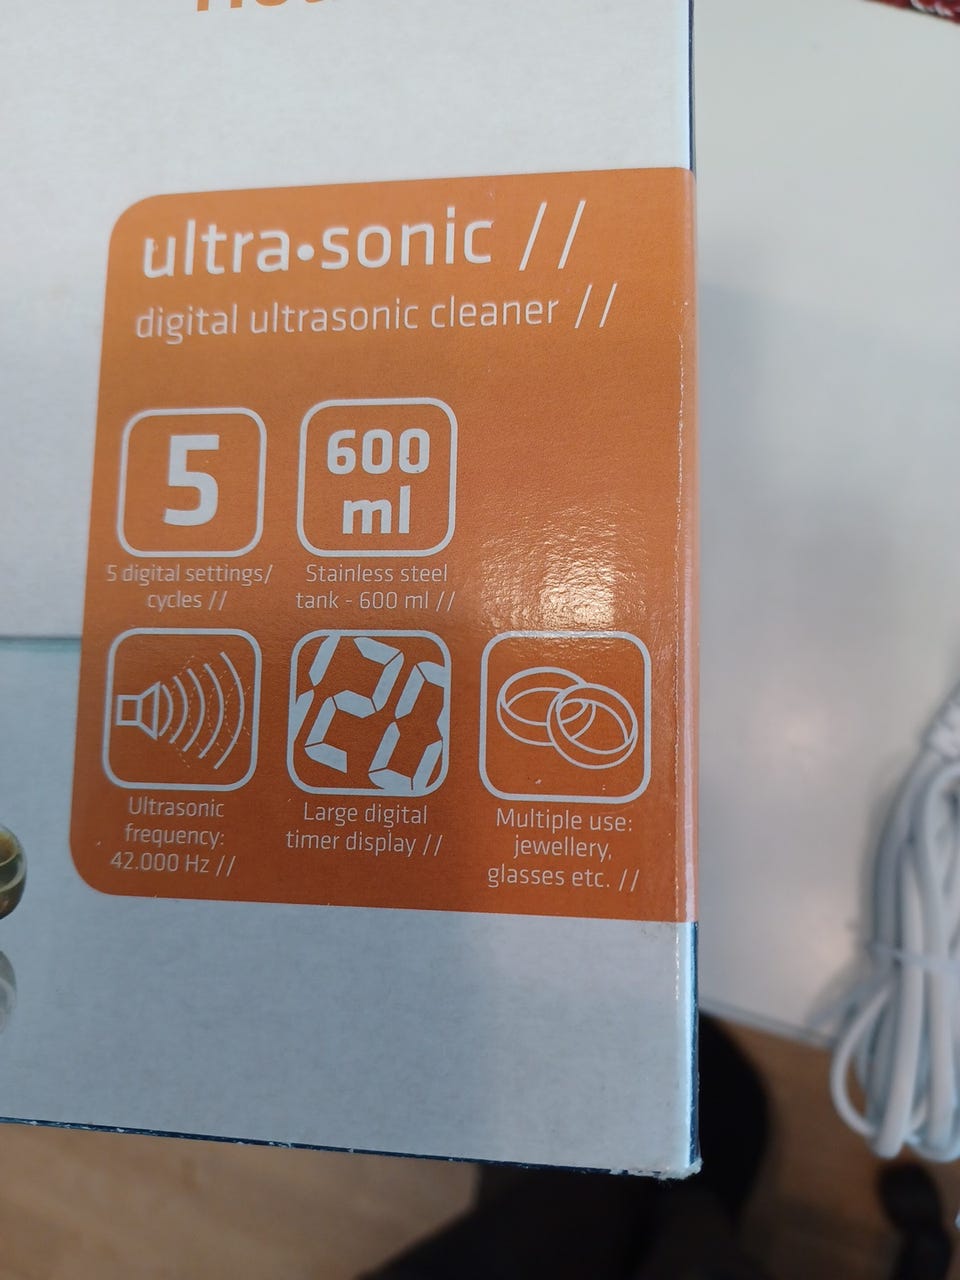 ultra•sonic //
digital ultrasonic cleaner //
5
600
ml
5 digital settings/
cycles //
Stainless steel
tank - 600 ml //
Ultrasonic
frequency:
42.000 Hz //
Large digital
timer display //
Multiple use:
jewellery,
glasses etc. //